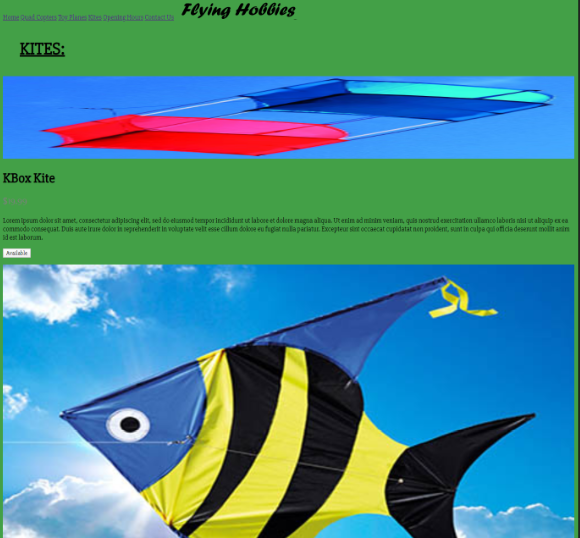 Home Quad Copters Toy Planes Kites Opening Hours Contact Us Flying Hobbies
KITES:
KBox Kite
Lorem ipsum dolor sit amet, consectetur adipiscing elit, sed do eiusmod tempor incididunt ut labore et dolore magna aliqua. Ut enim ad minim veniam, quis nostrud exercitation ullamco laboris nisi ut aliquip ex ea
commodo consequat. Duis aute irure dolor in reprehenderit in voluptate velit esse cillum dolore eu fugiat nulla pariatur. Excepteur sint occaecat cupidatat non proident, sunt in culpa qui officia deserunt mollit anim
id est laborum.
Available